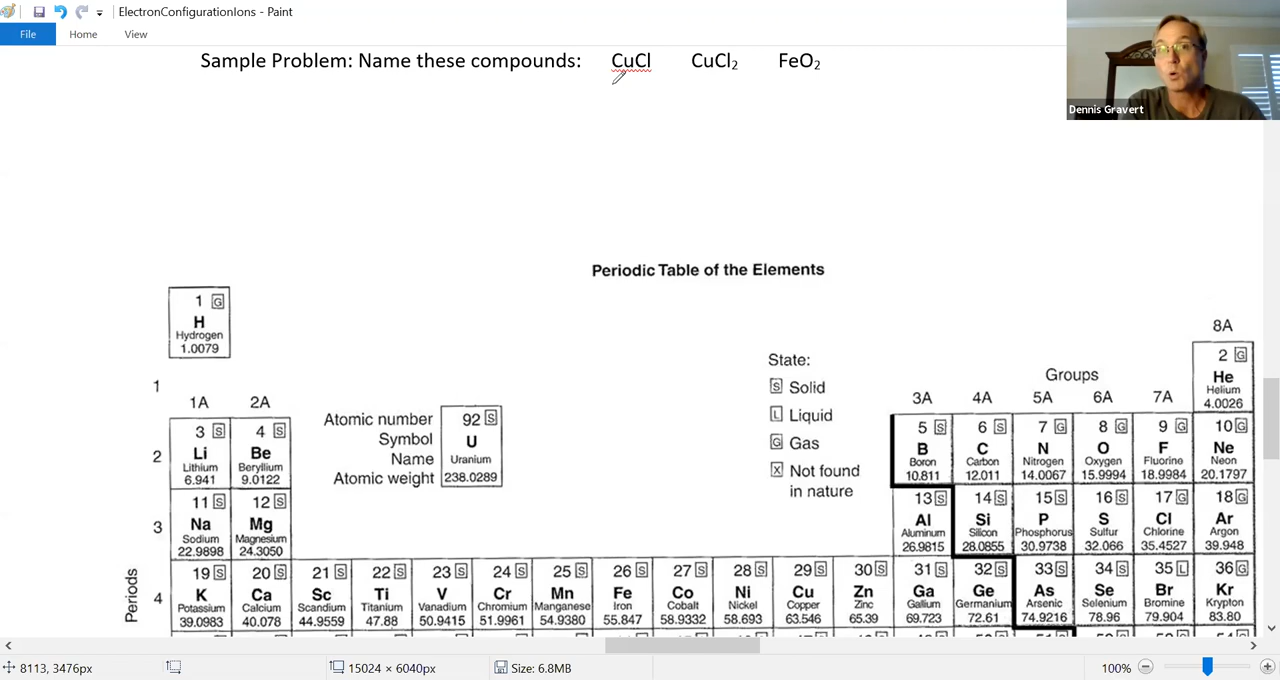 ElectronConfigurationIons - Paint
File Home View
Sample Problem: Name these compounds: CuCl CuCl₂ FeO₂
Dennis Gravert
Periodic Table of the Elements
1 G
H
Hydrogen
1.0079
8A
2 G
He
Helium
4.0026
State:
S Solid
L Liquid
G Gas
X Not found
in nature
Groups
1
1A 2A
3A 4A 5A 6A 7A
Atomic number 92 S
Symbol U
Name Uranium
Atomic weight 238.0289
2
3 S 4 S 5 S 6 S 7 G 8 G 9 G 10 G
Li Be B C N O F Ne
Lithium Beryllium Boron Carbon Nitrogen Oxygen Fluorine Neon
6.941 9.0122 10.811 12.011 14.0067 15.9994 18.9984 20.1797
3
11 S 12 S 13 S 14 S 15 S 16 S 17 G 18 G
Na Mg Al Si P S Cl Ar
Sodium Magnesium Aluminum Silicon Phosphorus Sulfur Chlorine Argon
22.9898 24.3050 26.9815 28.0855 30.9738 32.066 35.4527 39.948
Periods
4
19 S 20 S 21 S 22 S 23 S 24 S 25 S 26 S 27 S 28 S 29 S 30 S 31 S 32 S 33 S 34 S 35 L 36 G
K Ca Sc Ti V Cr Mn Fe Co Ni Cu Zn Ga Ge As Se Br Kr
Potassium Calcium Scandium Titanium Vanadium Chromium Manganese Iron Cobalt Nickel Copper Zinc Gallium Germanium Arsenic Selenium Bromine Krypton
39.0983 40.078 44.9559 47.88 50.9415 51.9961 54.9380 55.847 58.9332 58.693 63.546 65.39 69.723 72.61 74.9216 78.96 79.904 83.80
8113, 3476px 15024 × 6040px Size: 6.8MB 100%